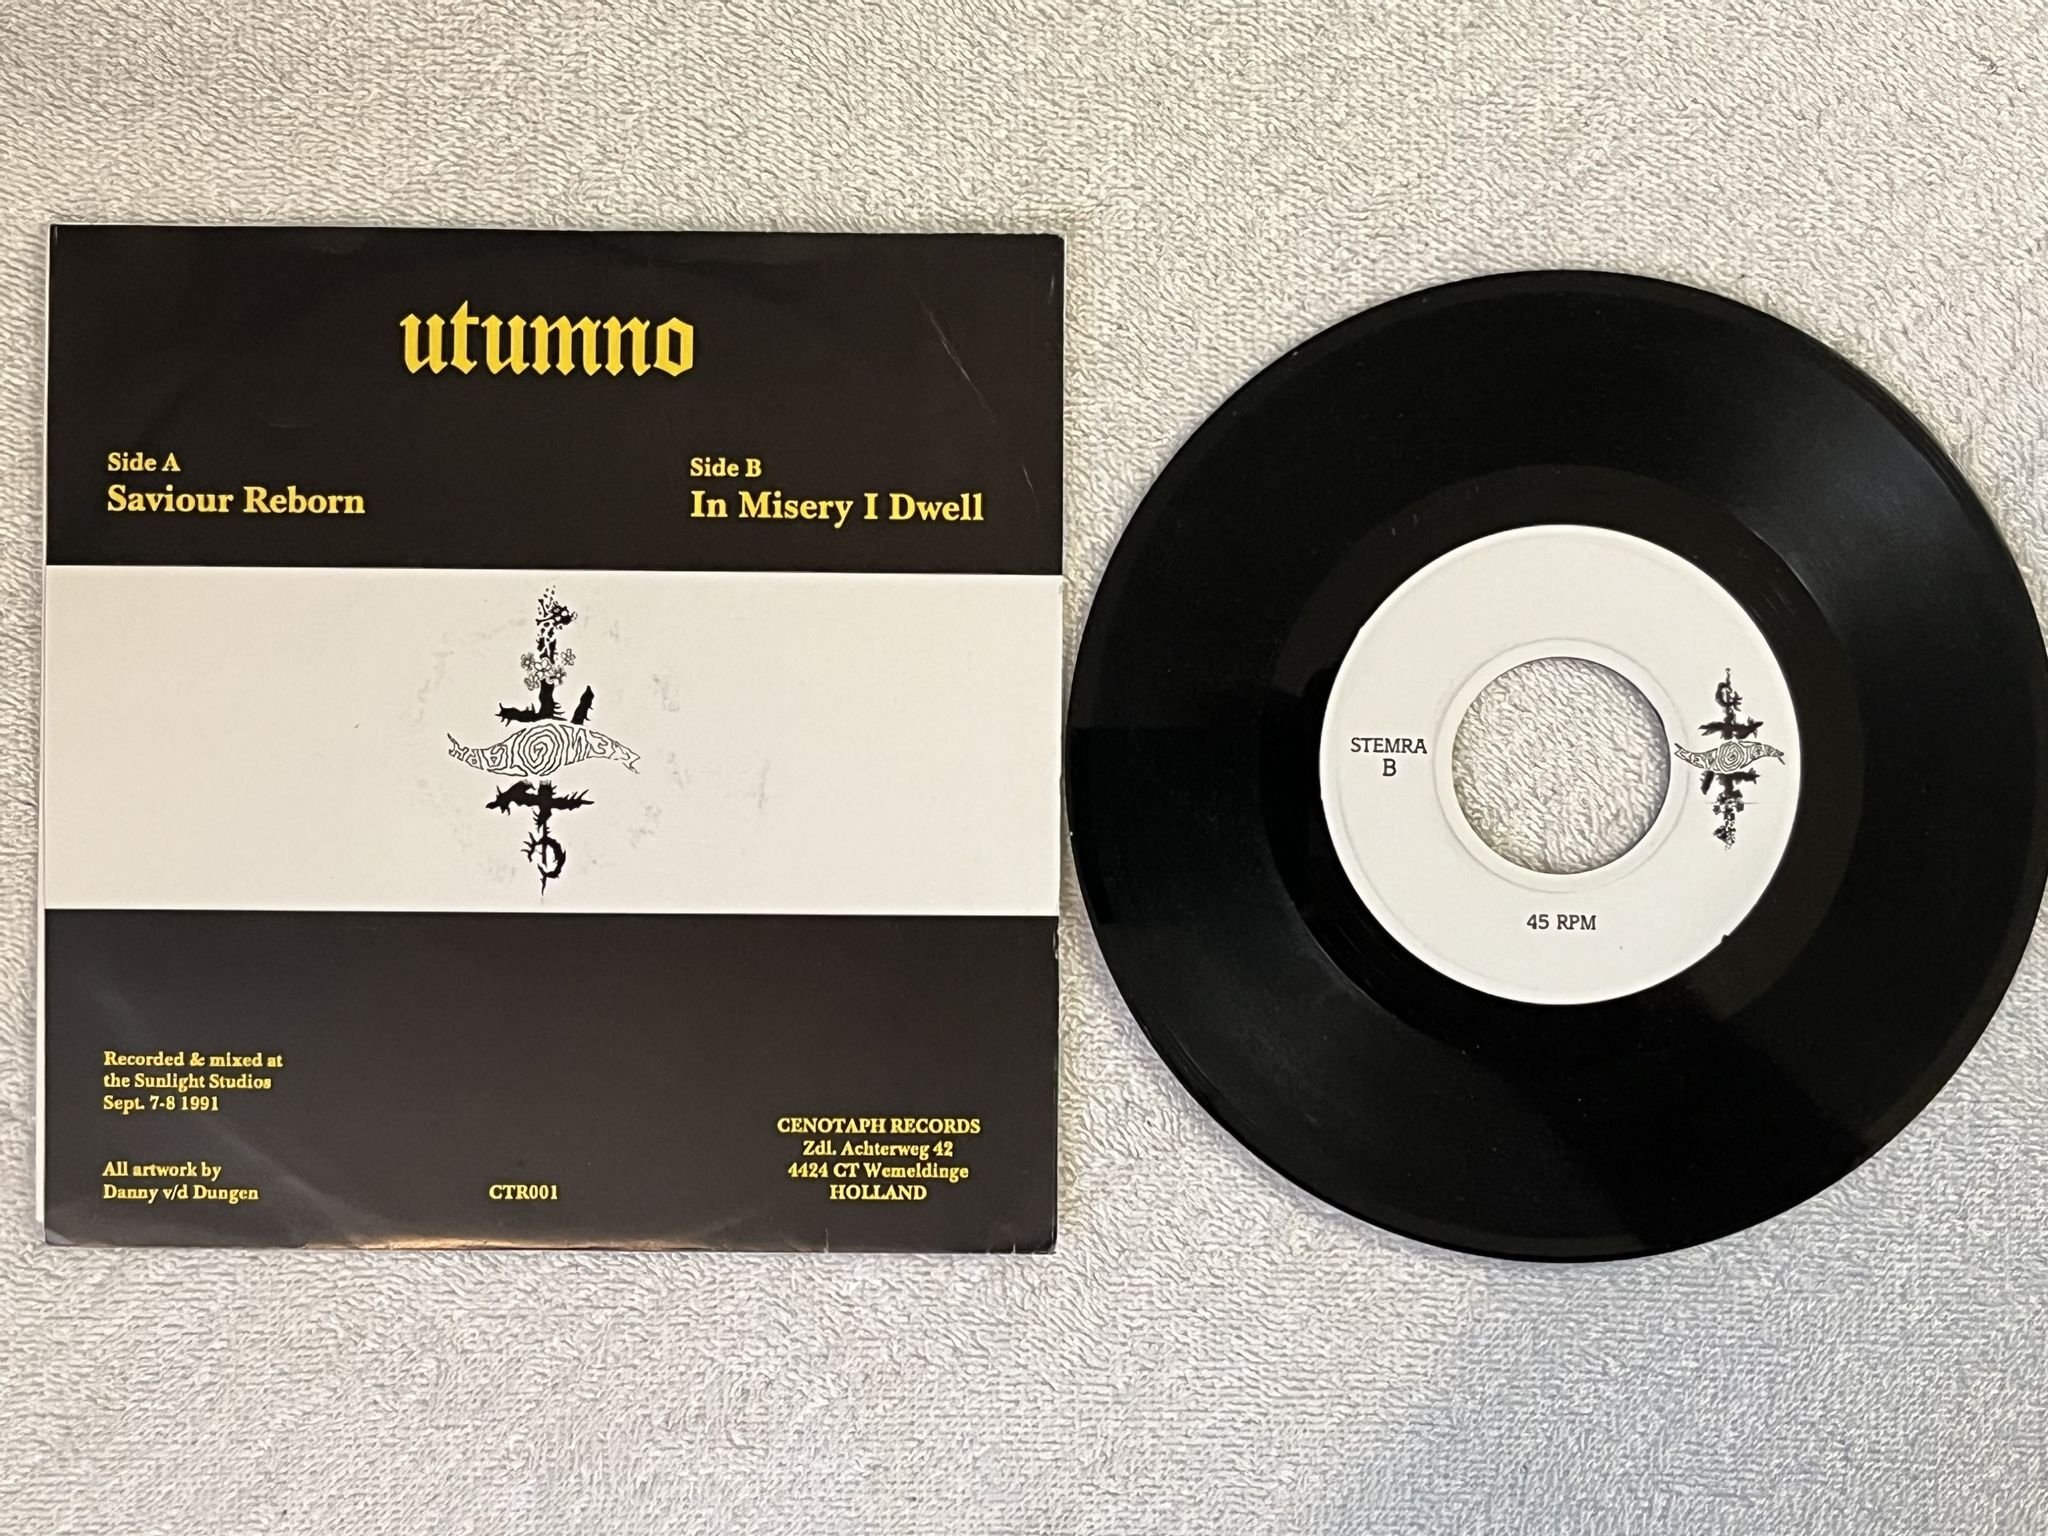 utumno
Side A
Saviour Reborn
Side B
In Misery I Dwell
Recorded & mixed at
the Sunlight Studios
Sept. 7-8 1991
All artwork by
Danny v/d Dungen
CTR001
CENOTAPH RECORDS
Zdl. Achterweg 42
4424 CT Wemeldinge
HOLLAND
STEMRA
B
45 RPM